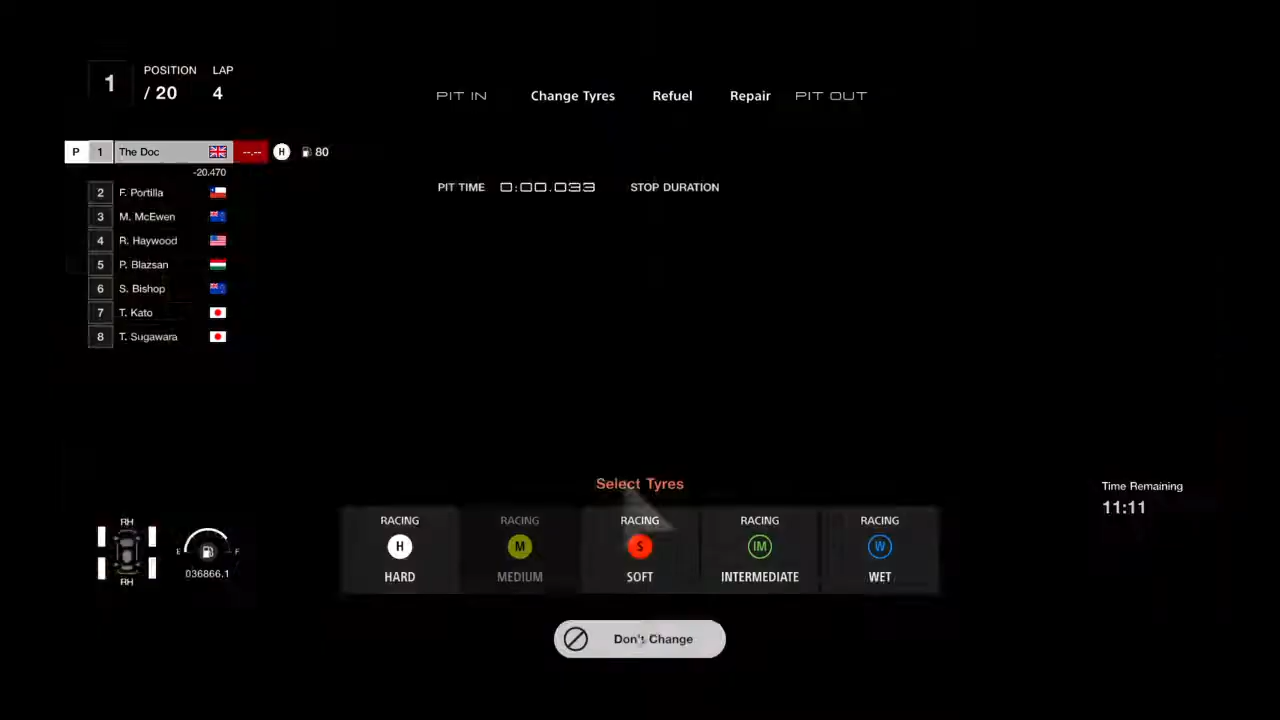 1
POSITION LAP
/ 20 4
PIT IN Change Tyres Refuel Repair PIT OUT
P 1 The Doc --.-- H 80
-20.470
2 F. Portilla
3 M. McEwen
4 R. Haywood
5 P. Blazsan
6 S. Bishop
7 T. Kato
8 T. Sugawara
PIT TIME 0:00.033 STOP DURATION
Select Tyres
Time Remaining
11:11
RH
RH
E F
036866.1
RACING RACING RACING RACING RACING
H M S IM W
HARD MEDIUM SOFT INTERMEDIATE WET
Don't Change